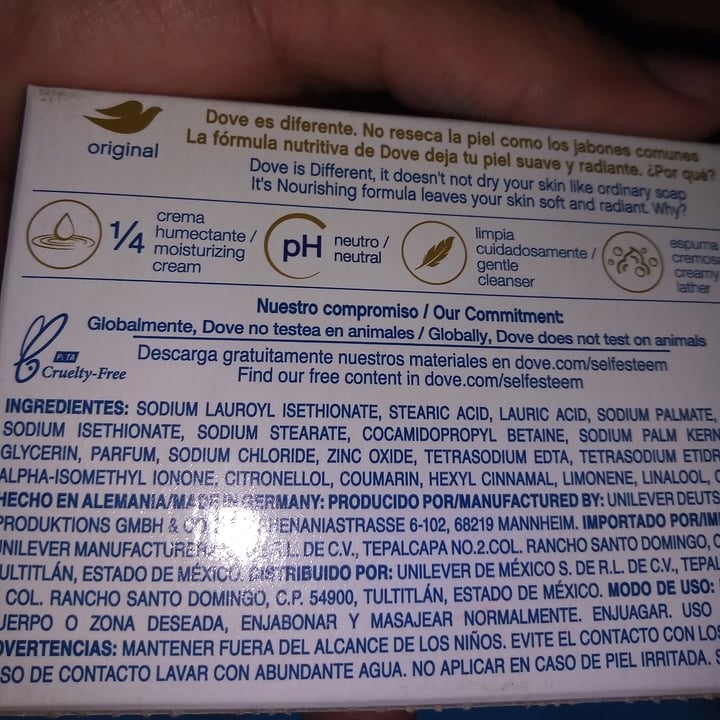 Dove es diferente. No reseca la piel como los jabones comunes
La fórmula nutritiva de Dove deja tu piel suave y radiante. ¿Por qué?
original
Dove is Different, it doesn't not dry your skin like ordinary soap
It's Nourishing formula leaves your skin soft and radiant. Why?
1/4 crema
humectante /
moisturizing
cream
pH neutro /
neutral
limpia
cuidadosamente /
gentle
cleanser
espuma
cremosa
creamy
lather
Nuestro compromiso / Our Commitment:
Globalmente, Dove no testea en animales / Globally, Dove does not test on animals
PETA
Cruelty-Free
Descarga gratuitamente nuestros materiales en dove.com/selfesteem
Find our free content in dove.com/selfesteem
INGREDIENTES: SODIUM LAUROYL ISETHIONATE, STEARIC ACID, LAURIC ACID, SODIUM PALMATE,
SODIUM ISETHIONATE, SODIUM STEARATE, COCAMIDOPROPYL BETAINE, SODIUM PALM KERN
GLYCERIN, PARFUM, SODIUM CHLORIDE, ZINC OXIDE, TETRASODIUM EDTA, TETRASODIUM ETIDR
ALPHA-ISOMETHYL IONONE, CITRONELLOL, COUMARIN, HEXYL CINNAMAL, LIMONENE, LINALOOL,
HECHO EN ALEMANIA/MADE IN GERMANY: PRODUCIDO POR/MANUFACTURED BY: UNILEVER DEUTS
PRODUKTIONS GMBH & HENANIASTRASSE 6-102, 68219 MANNHEIM. IMPORTADO POR/IM
UNILEVER MANUFACTURER R.L. DE C.V., TEPALCAPA NO.2.COL. RANCHO SANTO DOMINGO,
ULTITLÁN, ESTADO DE MÉXICO. DISTRIBUIDO POR: UNILEVER DE MÉXICO S. DE R.L. DE C.V., TEPAL
COL. RANCHO SANTO DOMINGO, C.P. 54900, TULTITLÁN, ESTADO DE MÉXICO. MODO DE USO:
UERPO O ZONA DESEADA, ENJABONAR Y MASAJEAR NORMALMENTE. ENJUAGAR. USO
DVERTENCIAS: MANTENER FUERA DEL ALCANCE DE LOS NIÑOS. EVITE EL CONTACTO CON LOS
SO DE CONTACTO LAVAR CON ABUNDANTE AGUA. NO APLICAR EN CASO DE PIEL IRRITADA.